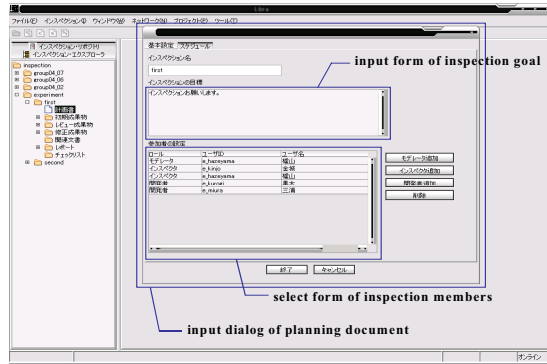 Libra
ファイル(F) インスペクション(I) ウィンドウ(W) ネットワーク(N) プロジェクト(P) ツール(T)
インスペクション・リポジトリ
インスペクション・エクスプローラ
inspection
group04_07
group04_06
group04_02
experiment
first
計画書
初期成果物
レビュー成果物
修正成果物
関連文書
レポート
チェックリスト
second
基本設定 スケジュール
インスペクション名
first
input form of inspection goal
インスペクションの目標
インスペクションお願いします。
参加者の設定
ロール ユーザID ユーザ名
モデレータ e_hazeyama 櫨山
インスペクタ e_kinjo 金城
インスペクタ e_hazeyama 櫨山
開発者 e_kuroei 黒木
開発者 e_miura 三浦
モデレータ追加
インスペクタ追加
開発者追加
削除
終了 キャンセル
select form of inspection members
input dialog of planning document
オンライン